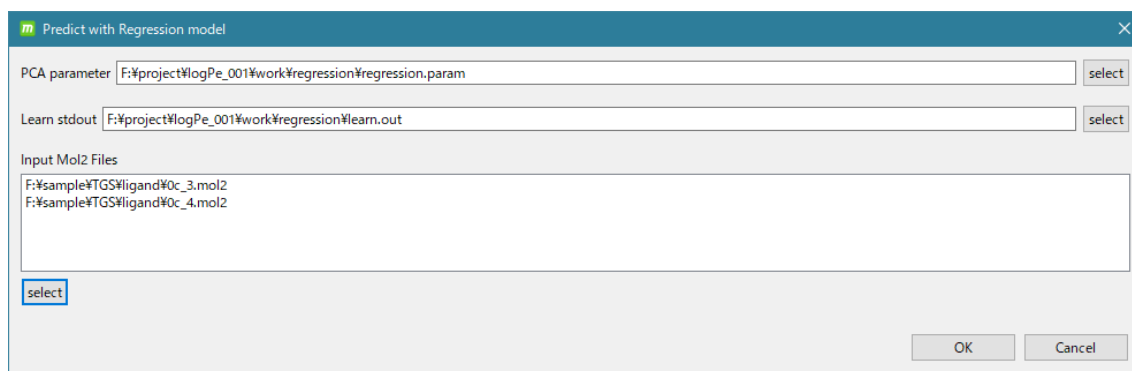 m Predict with Regression model
PCA parameter F:¥project¥logPe_001¥work¥regression¥regression.param select
Learn stdout F:¥project¥logPe_001¥work¥regression¥learn.out select
Input Mol2 Files
F:¥sample¥TGS¥ligand¥0c_3.mol2
F:¥sample¥TGS¥ligand¥0c_4.mol2
select
OK Cancel